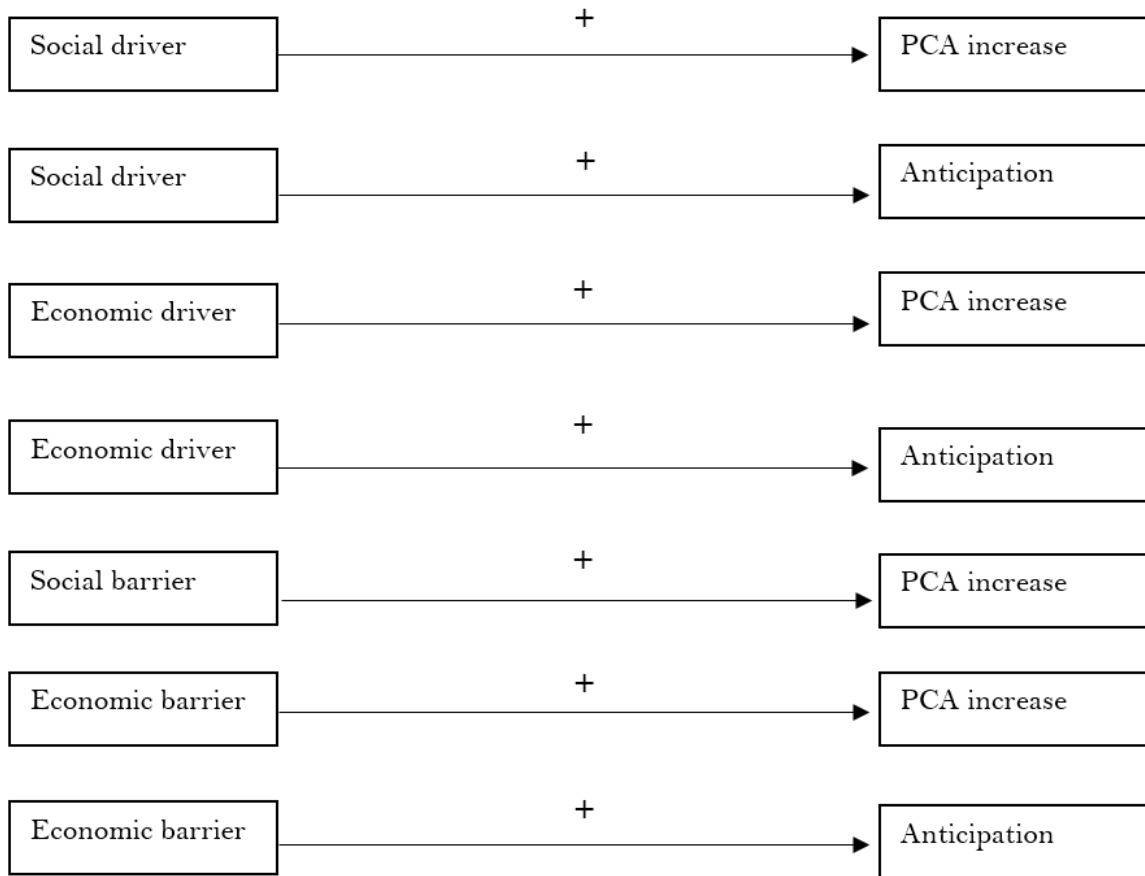 +
Social driver PCA increase
+
Social driver Anticipation
+
Economic driver PCA increase
+
Economic driver Anticipation
+
Social barrier PCA increase
+
Economic barrier PCA increase
+
Economic barrier Anticipation